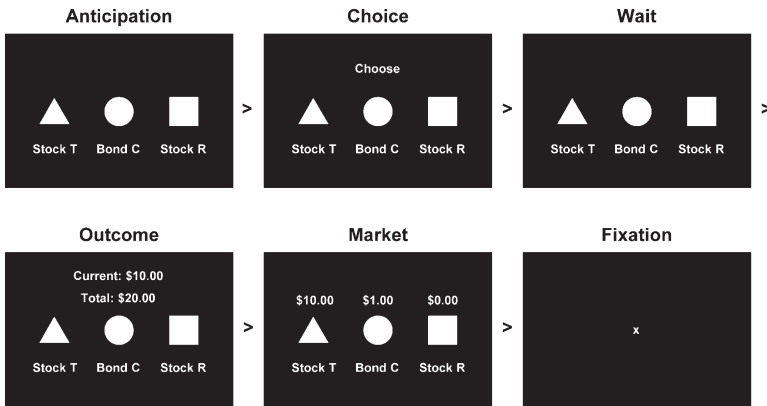 Anticipation
Choice
Wait
Choose
Stock T Bond C Stock R
>
Stock T Bond C Stock R
>
Stock T Bond C Stock R
>
Outcome
Market
Fixation
Current: $10.00
Total: $20.00
Stock T Bond C Stock R
>
$10.00 $1.00 $0.00
Stock T Bond C Stock R
>
x